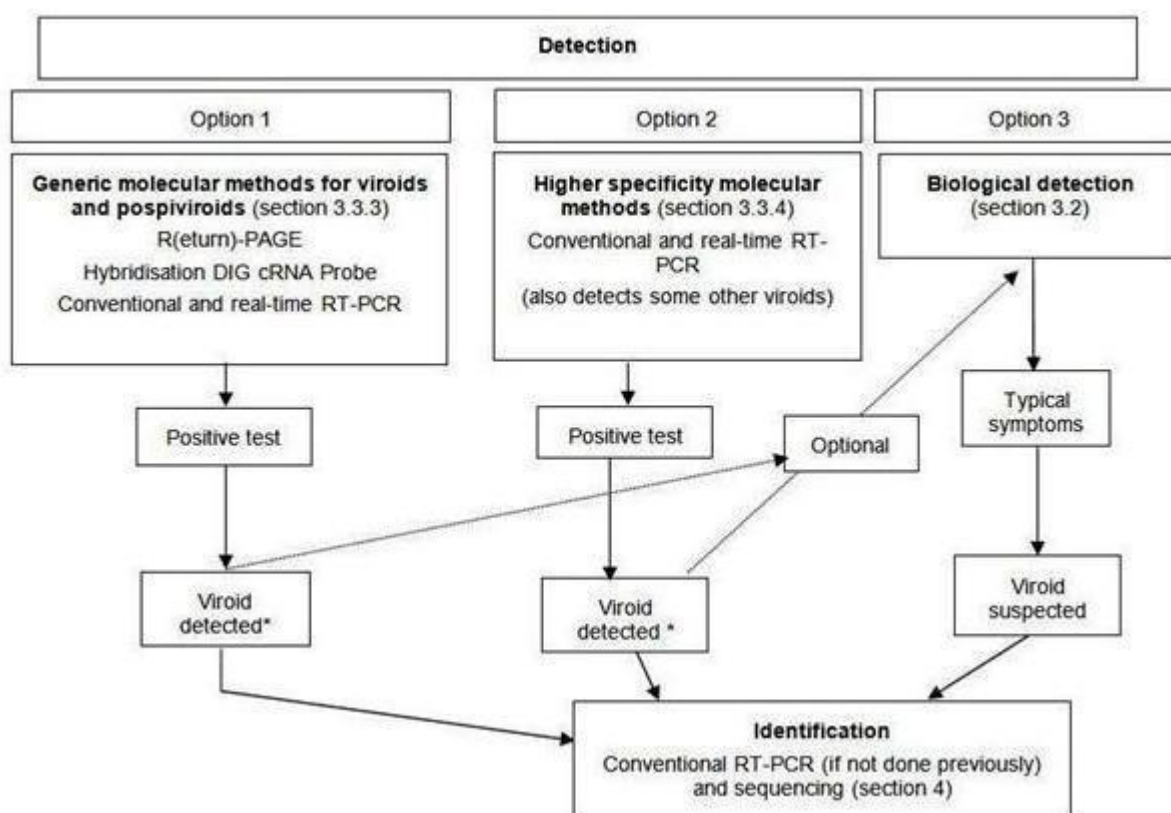 Detection
Option 1
Option 2
Option 3
Generic molecular methods for viroids
and pospiviroids (section 3.3.3)
R(eturn)-PAGE
Hybridisation DIG cRNA Probe
Conventional and real-time RT-PCR
Higher specificity molecular
methods (section 3.3.4)
Conventional and real-time RT-
PCR
(also detects some other viroids)
Biological detection
(section 3.2)
Positive test
Positive test
Optional
Typical
symptoms
Viroid
detected*
Viroid
detected *
Viroid
suspected
Identification
Conventional RT-PCR (if not done previously)
and sequencing (section 4)